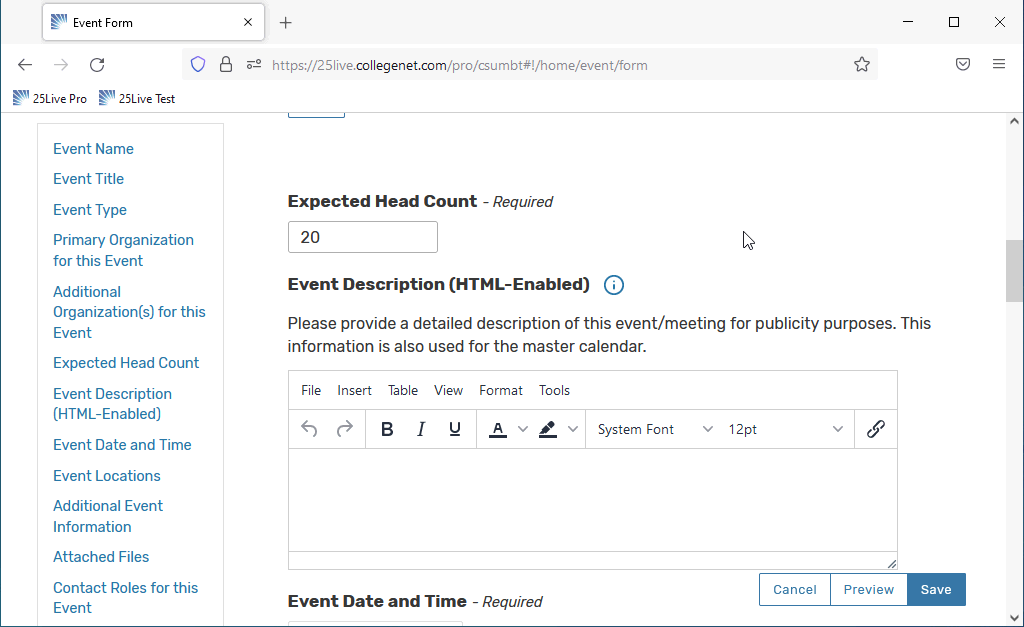 Event Form
https://25live.collegenet.com/pro/csumbt#!/home/event/form
25Live Pro 25Live Test
Event Name
Event Title
Event Type
Primary Organization
for this Event
Additional
Organization(s) for this
Event
Expected Head Count
Event Description
(HTML-Enabled)
Event Date and Time
Event Locations
Additional Event
Information
Attached Files
Contact Roles for this
Event
Expected Head Count - Required
20
Event Description (HTML-Enabled)
Please provide a detailed description of this event/meeting for publicity purposes. This
information is also used for the master calendar.
File Insert Table View Format Tools
B I U A System Font 12pt
Cancel Preview Save
Event Date and Time - Required